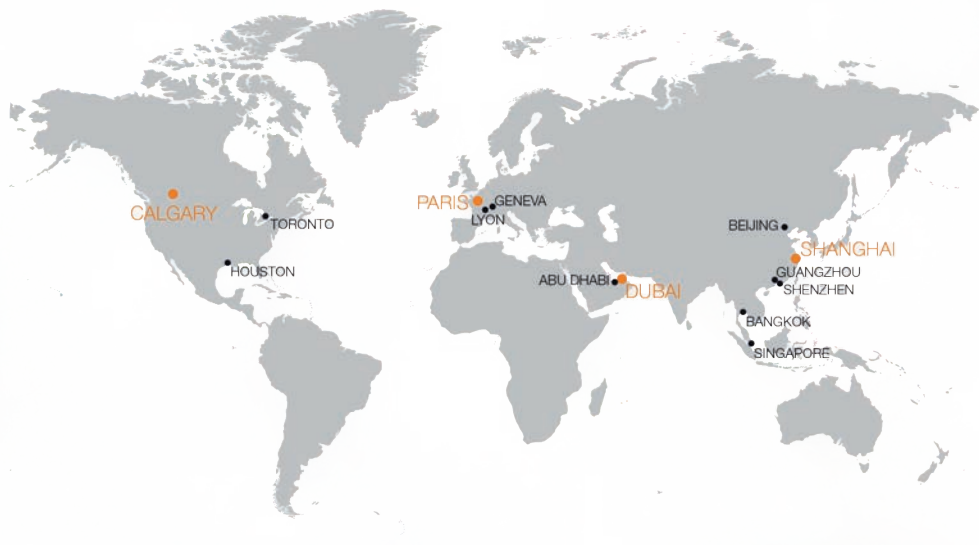 CALGARY
TORONTO
HOUSTON
PARIS
GENEVA
LYON
ABU DHABI
DUBAI
BEIJING
SHANGHAI
GUANGZHOU
SHENZHEN
BANGKOK
SINGAPORE